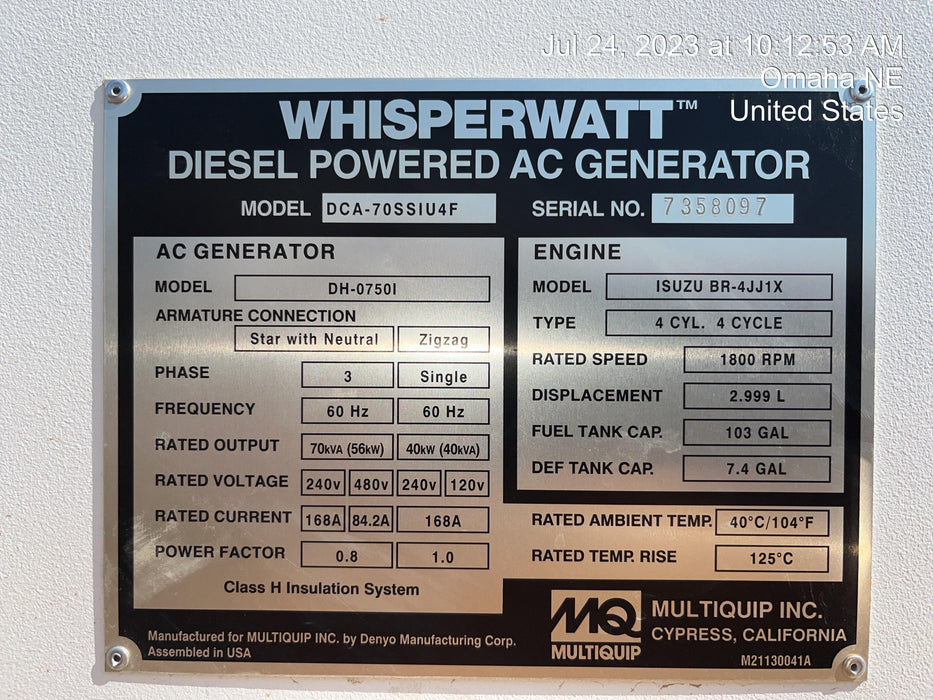 Jul 24, 2023 at 10:12:53 AM
Omaha NE
United States
WHISPERWATT™
DIESEL POWERED AC GENERATOR
MODEL DCA-70SSIU4F SERIAL NO. 7358097
AC GENERATOR
MODEL DH-0750I
ARMATURE CONNECTION
Star with Neutral Zigzag
PHASE 3 Single
FREQUENCY 60 Hz 60 Hz
RATED OUTPUT 70kVA (56kW) 40kW (40kVA)
RATED VOLTAGE 240v 480v 240v 120v
RATED CURRENT 168A 84.2A 168A
POWER FACTOR 0.8 1.0
Class H Insulation System
ENGINE
MODEL ISUZU BR-4JJ1X
TYPE 4 CYL. 4 CYCLE
RATED SPEED 1800 RPM
DISPLACEMENT 2.999 L
FUEL TANK CAP. 103 GAL
DEF TANK CAP. 7.4 GAL
RATED AMBIENT TEMP. 40°C/104°F
RATED TEMP. RISE 125°C
Manufactured for MULTIQUIP INC. by Denyo Manufacturing Corp.
Assembled in USA
MQ
MULTIQUIP
MULTIQUIP INC.
CYPRESS, CALIFORNIA
M21130041A